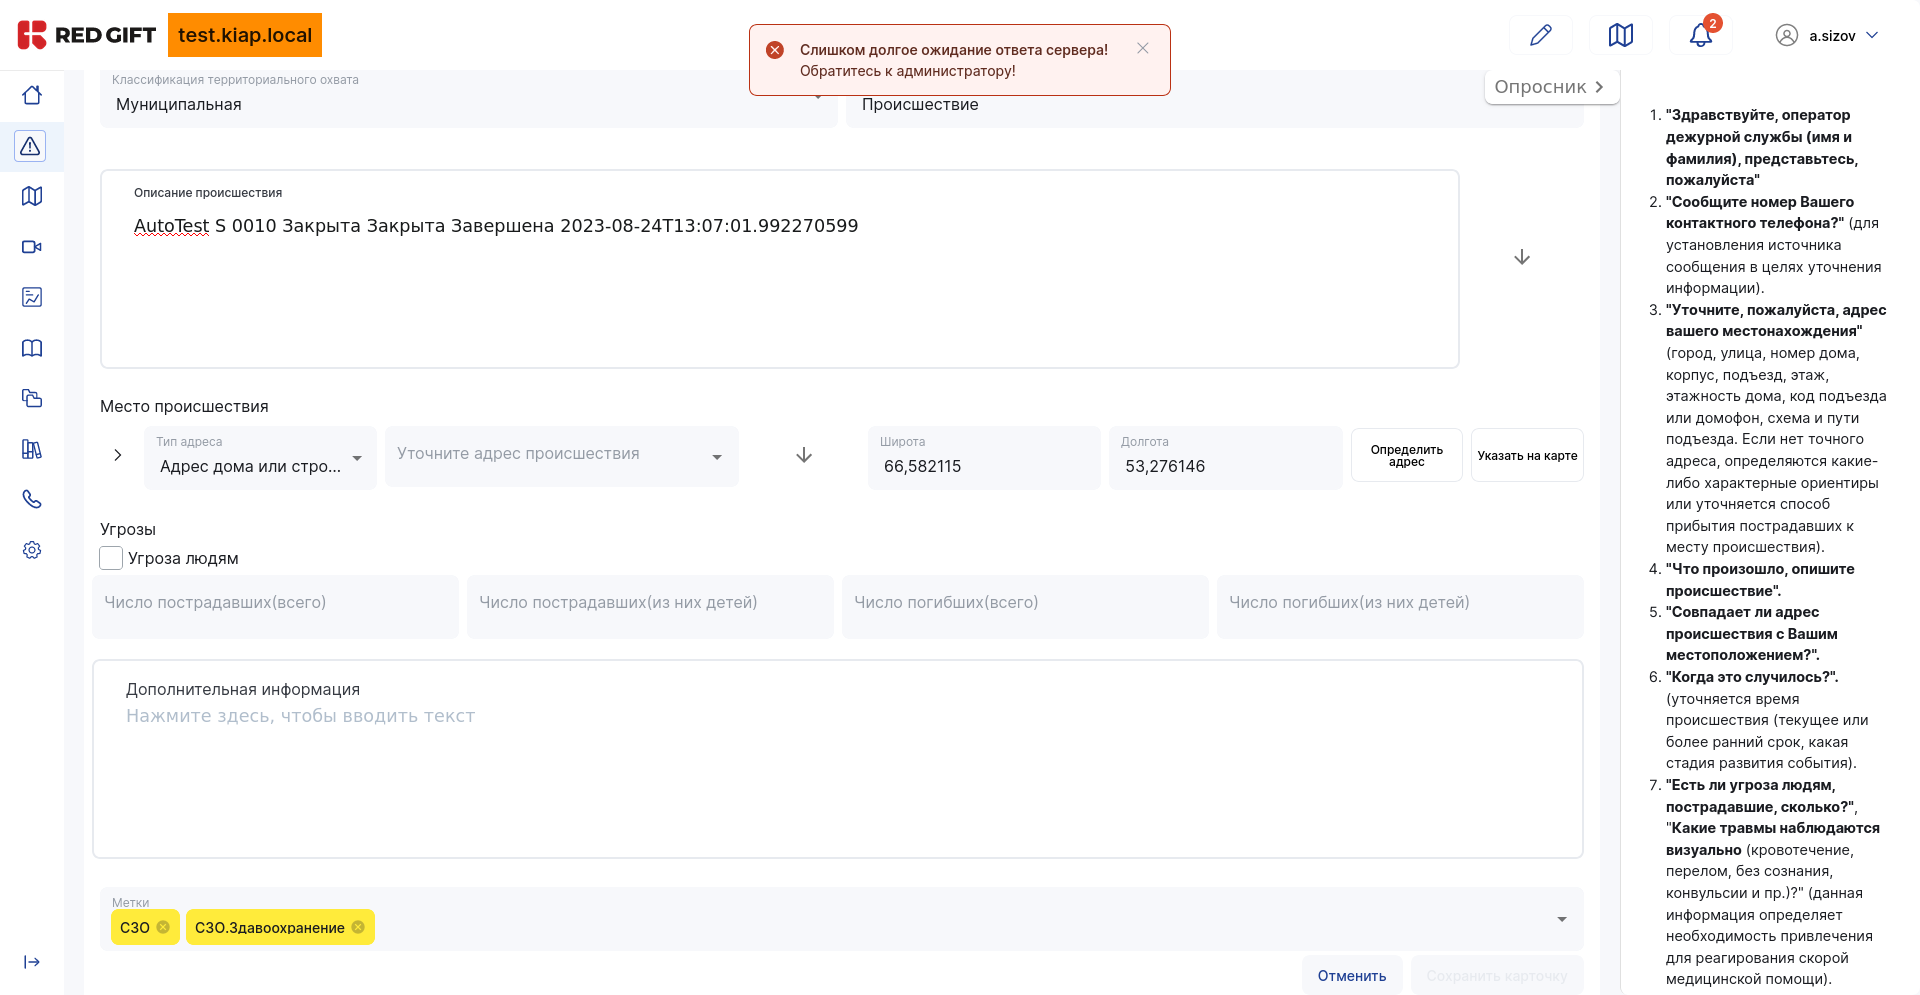 RED GIFT
test.kiap.local
Слишком долгое ожидание ответа сервера!
Обратитесь к администратору!
2
a.sizov
Классификация территориального охвата
Муниципальная
Происшествие
Опросник
Описание происшествия
AutoTest S 0010 Закрыта Закрыта Завершена 2023-08-24T13:07:01.992270599
Место происшествия
Тип адреса
Адрес дома или стро...
Уточните адрес происшествия
Широта
66,582115
Долгота
53,276146
Определить
адрес
Указать на карте
Угрозы
Угроза людям
Число пострадавших(всего)
Число пострадавших(из них детей)
Число погибших(всего)
Число погибших(из них детей)
Дополнительная информация
Нажмите здесь, чтобы вводить текст
Метки
СЗО
СЗО.Здавоохранение
Отменить
Сохранить карточку
1. "Здравствуйте, оператор
дежурной службы (имя и
фамилия), представьтесь,
пожалуйста"
2. "Сообщите номер Вашего
контактного телефона?" (для
установления источника
сообщения в целях уточнения
информации).
3. "Уточните, пожалуйста, адрес
вашего местонахождения"
(город, улица, номер дома,
корпус, подъезд, этаж,
этажность дома, код подъезда
или домофон, схема и пути
подъезда. Если нет точного
адреса, определяются какие-
либо характерные ориентиры
или уточняется способ
прибытия пострадавших к
месту происшествия).
4. "Что произошло, опишите
происшествие".
5. "Совпадает ли адрес
происшествия с Вашим
местоположением?".
6. "Когда это случилось?".
(уточняется время
происшествия (текущее или
более ранний срок, какая
стадия развития события).
7. "Есть ли угроза людям,
пострадавшие, сколько?",
"Какие травмы наблюдаются
визуально (кровотечение,
перелом, без сознания,
конвульсии и пр.)?" (данная
информация определяет
необходимость привлечения
для реагирования скорой
медицинской помощи).